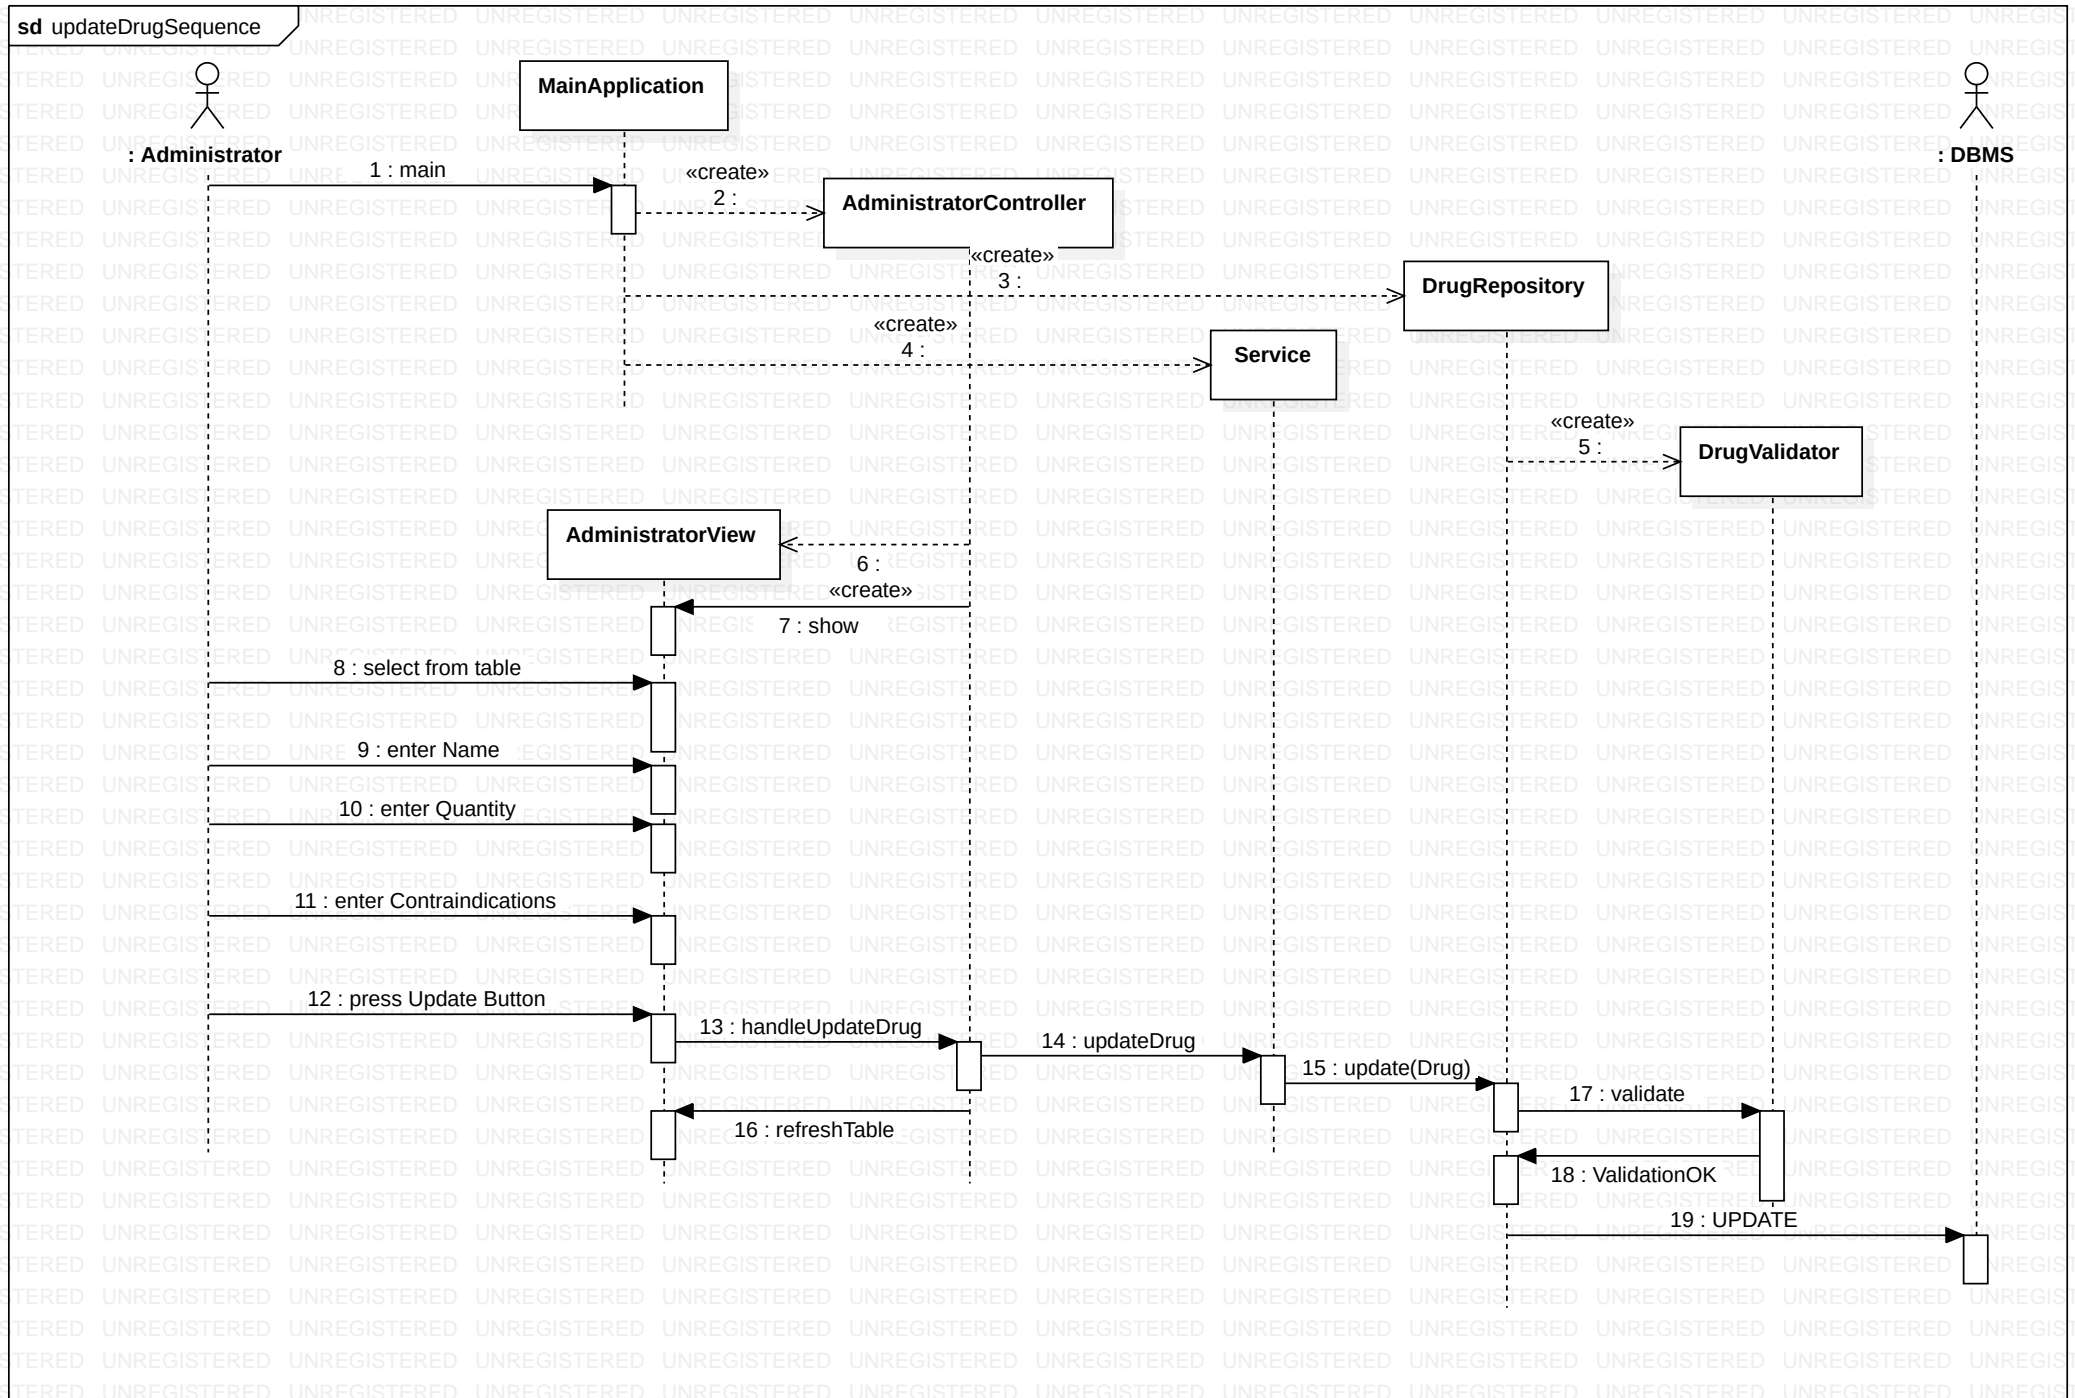 sd updateDrugSequence
: Administrator
MainApplication
: DBMS
1 : main
«create»
2 :
AdministratorController
«create»
3 :
DrugRepository
«create»
4 :
Service
«create»
5 :
DrugValidator
AdministratorView
6 :
«create»
7 : show
8 : select from table
9 : enter Name
10 : enter Quantity
11 : enter Contraindications
12 : press Update Button
13 : handleUpdateDrug
14 : updateDrug
15 : update(Drug)
17 : validate
16 : refreshTable
18 : ValidationOK
19 : UPDATE
UNREGISTERED